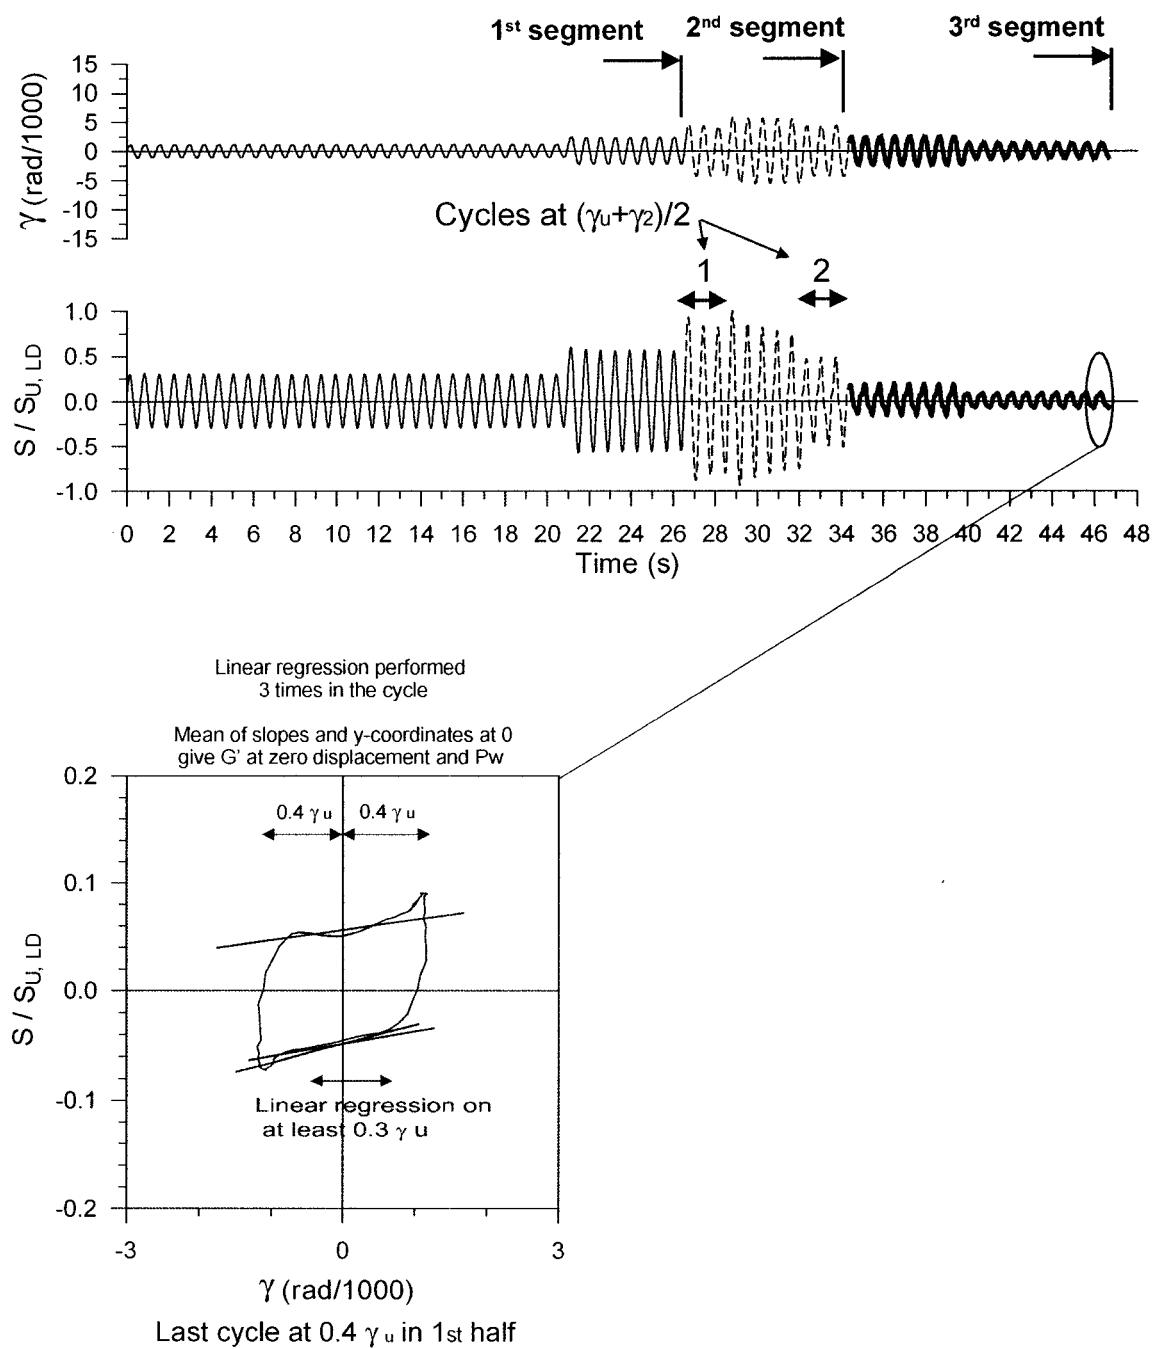 1st segment
2nd segment
3rd segment
15
10
5
0
-5
-10
-15
γ (rad/1000)
Cycles at (γu+γ2)/2
1
2
1.0
0.5
0.0
-0.5
-1.0
S / SU, LD
0 2 4 6 8 10 12 14 16 18 20 22 24 26 28 30 32 34 36 38 40 42 44 46 48
Time (s)
Linear regression performed
3 times in the cycle
Mean of slopes and y-coordinates at 0
give G' at zero displacement and Pw
0.2
0.1
0.0
-0.1
-0.2
S / SU, LD
0.4 γ u
0.4 γ u
Linear regression on
at least 0.3 γ u
-3 0 3
γ (rad/1000)
Last cycle at 0.4 γ u in 1st half